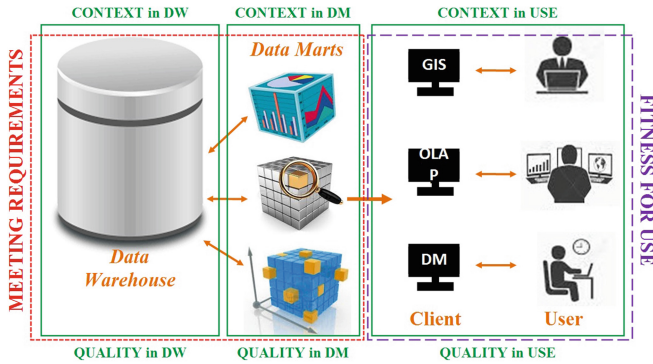 CONTEXT in DW
CONTEXT in DM
CONTEXT in USE
MEETING REQUIREMENTS
Data Marts
GIS
OLA
P
DM
Data
Warehouse
Client
User
FITNESS FOR USE
QUALITY in DW
QUALITY in DM
QUALITY in USE